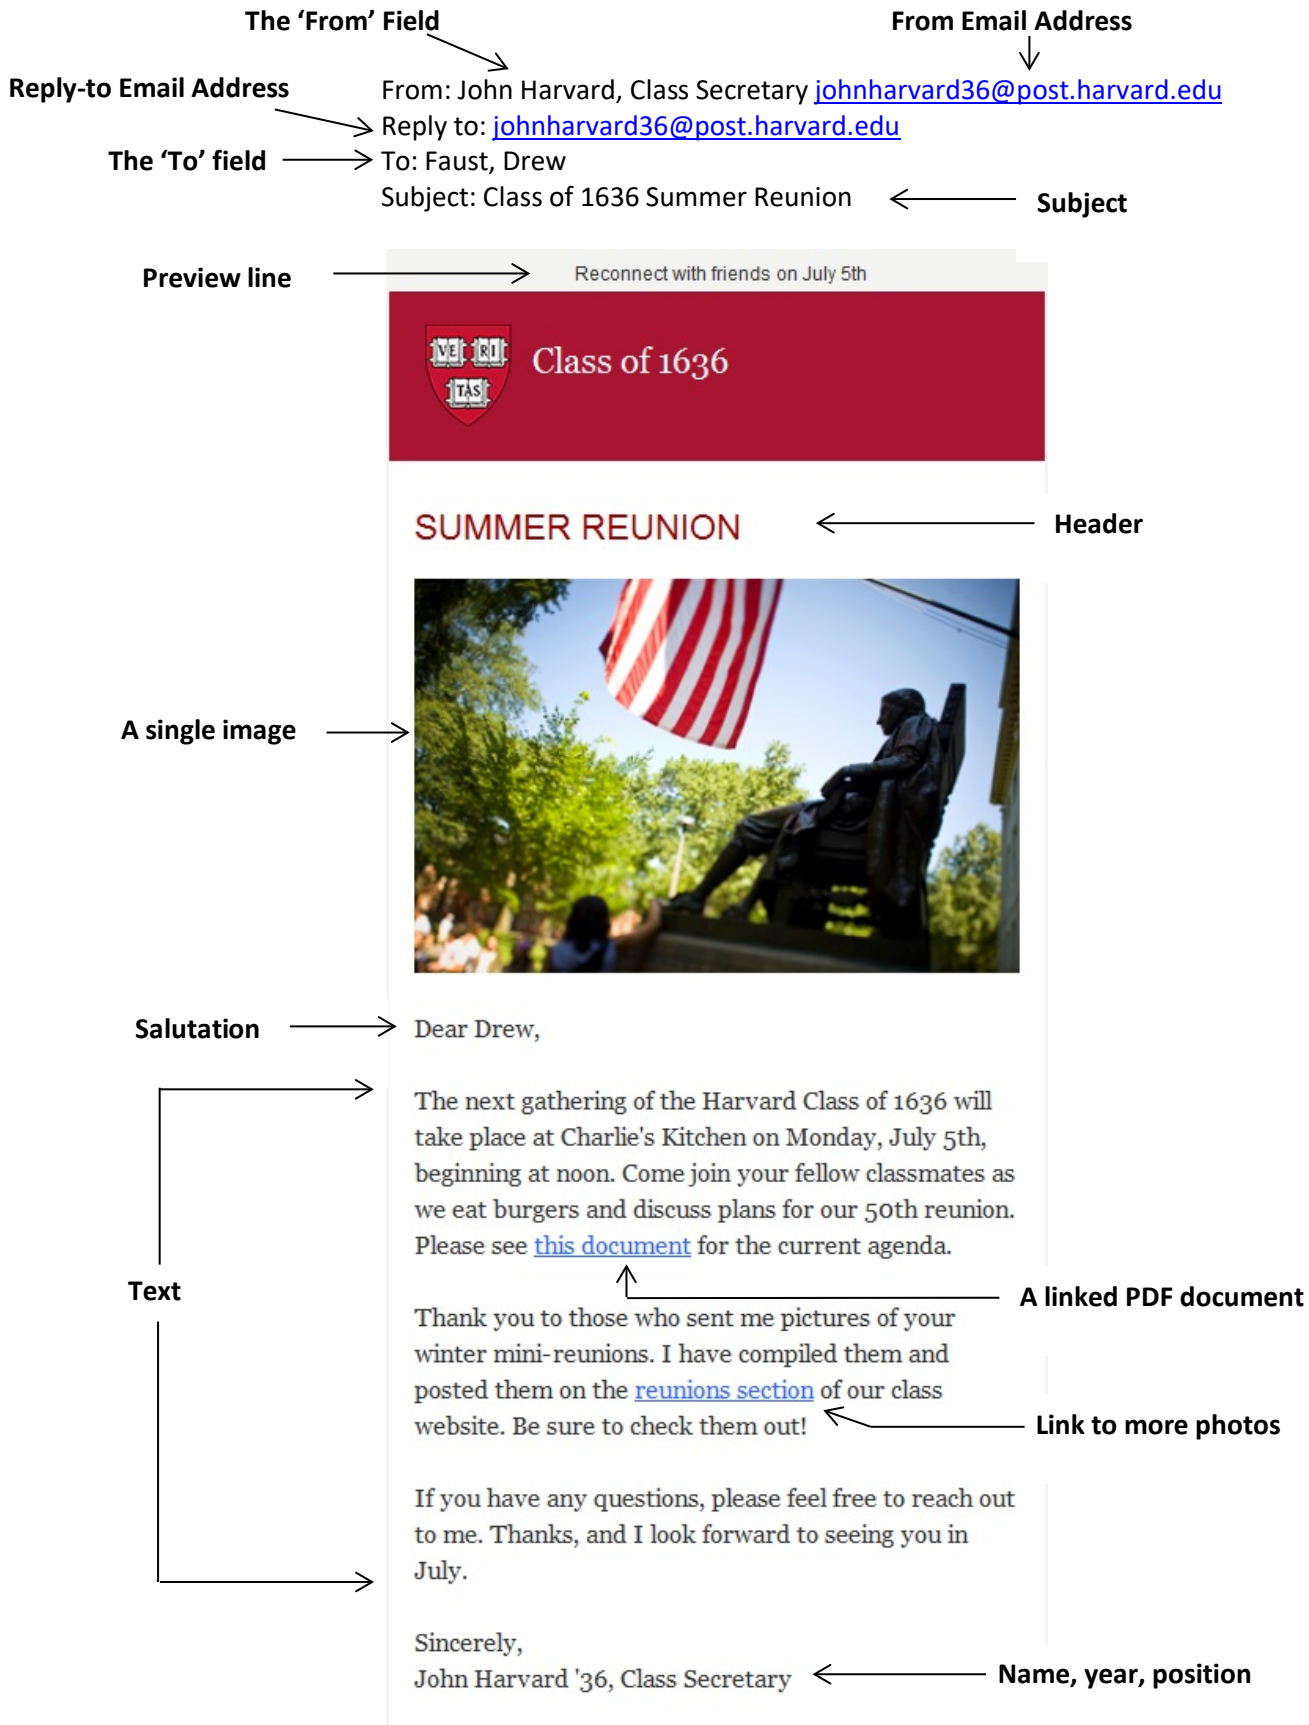 The ‘From’ Field
From Email Address
Reply-to Email Address
From: John Harvard, Class Secretary johnharvard36@post.harvard.edu
Reply to: johnharvard36@post.harvard.edu
The ‘To’ field
To: Faust, Drew
Subject: Class of 1636 Summer Reunion
Subject
Preview line
Reconnect with friends on July 5th
VE RI
TAS
Class of 1636
SUMMER REUNION
Header
A single image
Salutation
Dear Drew,
The next gathering of the Harvard Class of 1636 will
take place at Charlie's Kitchen on Monday, July 5th,
beginning at noon. Come join your fellow classmates as
we eat burgers and discuss plans for our 50th reunion.
Please see this document for the current agenda.
Text
A linked PDF document
Thank you to those who sent me pictures of your
winter mini-reunions. I have compiled them and
posted them on the reunions section of our class
website. Be sure to check them out!
Link to more photos
If you have any questions, please feel free to reach out
to me. Thanks, and I look forward to seeing you in
July.
Sincerely,
John Harvard '36, Class Secretary
Name, year, position